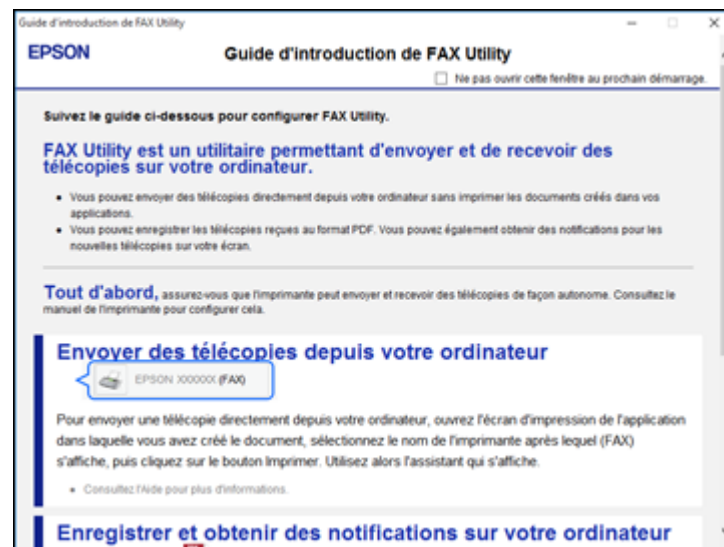 Guide d'introduction de FAX Utility
EPSON
Guide d'introduction de FAX Utility
Ne pas ouvrir cette fenêtre au prochain démarrage.
Suivez le guide ci-dessous pour configurer FAX Utility.
FAX Utility est un utilitaire permettant d'envoyer et de recevoir des
télécopies sur votre ordinateur.
• Vous pouvez envoyer des télécopies directement depuis votre ordinateur sans imprimer les documents créés dans vos
applications.
• Vous pouvez enregistrer les télécopies reçues au format PDF. Vous pouvez également obtenir des notifications pour les
nouvelles télécopies sur votre écran.
Tout d'abord, assurez-vous que l'imprimante peut envoyer et recevoir des télécopies de façon autonome. Consultez le
manuel de l'imprimante pour configurer cela.
Envoyer des télécopies depuis votre ordinateur
EPSON XXXXXX (FAX)
Pour envoyer une télécopie directement depuis votre ordinateur, ouvrez l'écran d'impression de l'application
dans laquelle vous avez créé le document, sélectionnez le nom de l'imprimante après lequel (FAX)
s'affiche, puis cliquez sur le bouton Imprimer. Utilisez alors l'assistant qui s'affiche.
• Consultez l'Aide pour plus d'informations.
Enregistrer et obtenir des notifications sur votre ordinateur